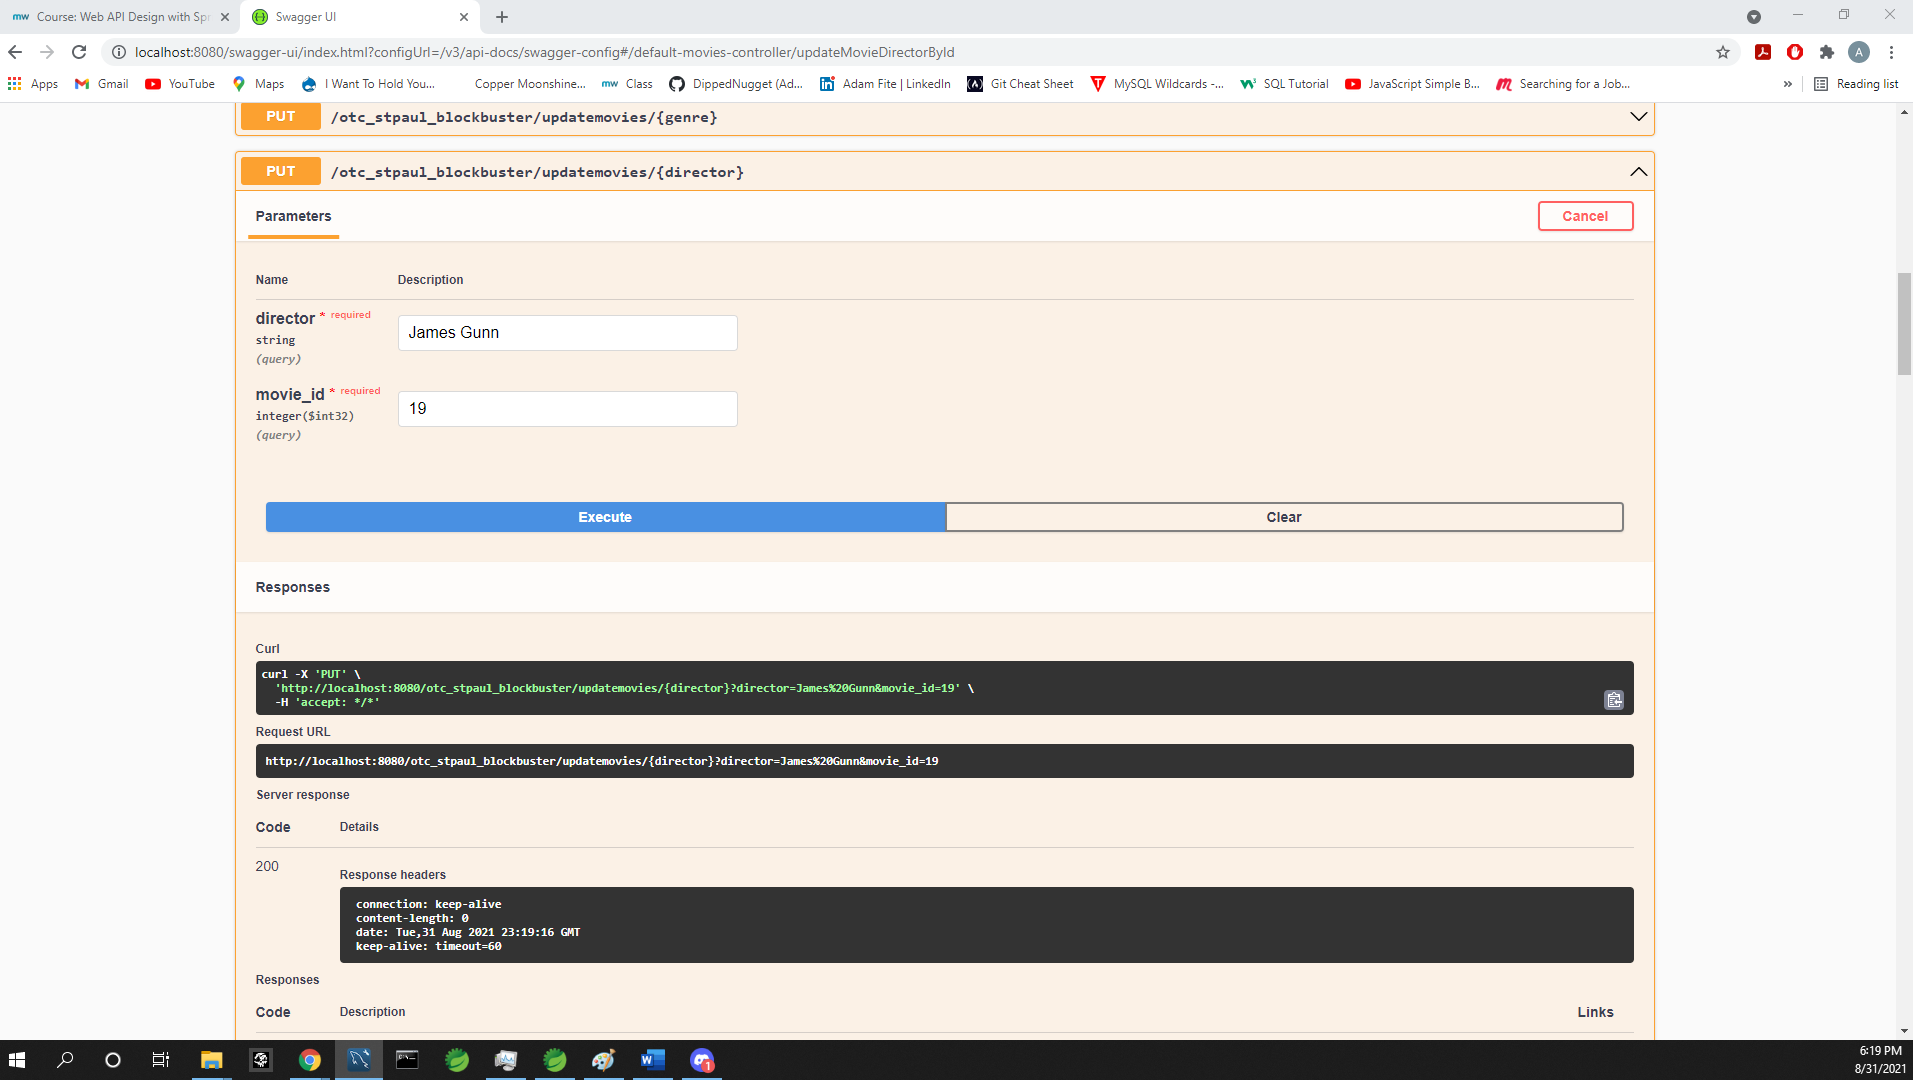 Course: Web API Design with Spr
Swagger UI
localhost:8080/swagger-ui/index.html?configUrl=/v3/api-docs/swagger-config#/default-movies-controller/updateMovieDirectorById
A
Apps
Gmail
YouTube
Maps
I Want To Hold You...
Copper Moonshine...
Class
DippedNugget (Ad...
Adam Fite | LinkedIn
Git Cheat Sheet
MySQL Wildcards -...
SQL Tutorial
JavaScript Simple B...
Searching for a Job...
»
Reading list
PUT /otc_stpaul_blockbuster/updatemovies/{genre}
PUT /otc_stpaul_blockbuster/updatemovies/{director}
Parameters
Cancel
Name Description
director * required
string
(query)
James Gunn
movie_id * required
integer($int32)
(query)
19
Execute
Clear
Responses
Curl
curl -X 'PUT' \
'http://localhost:8080/otc_stpaul_blockbuster/updatemovies/{director}?director=James%20Gunn&movie_id=19' \
-H 'accept: */*'
Request URL
http://localhost:8080/otc_stpaul_blockbuster/updatemovies/{director}?director=James%20Gunn&movie_id=19
Server response
Code Details
200
Response headers
connection: keep-alive
content-length: 0
date: Tue,31 Aug 2021 23:19:16 GMT
keep-alive: timeout=60
Responses
Code Description Links
1
6:19 PM
8/31/2021